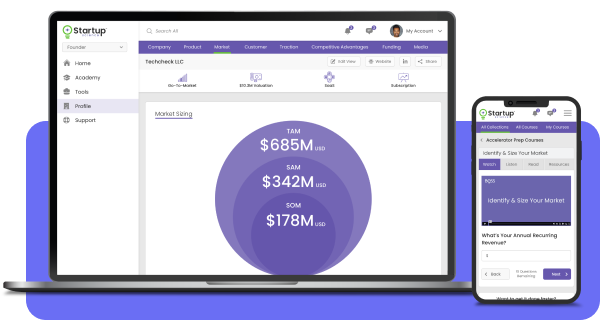 Startup
Search All
My Account
Founder
Home
Academy
Tools
Profile
Support
Company Product Market Customer Traction Competitive Advantages Funding Media
Techcheck LLC
Edit View Website Share
Go-To-Market $10.3M Valuation SaaS Subscription
Market Sizing
TAM
$685M USD
SAM
$342M USD
SOM
$178M USD
Startup
All Collections All Courses My Courses
Accelerator Prep Courses
Identify & Size Your Market
Watch Listen Read Resources
Identify & Size Your Market
What's Your Annual Recurring
Revenue?
$
Back
10 Questions
Remaining
Next
Want to get it done faster?